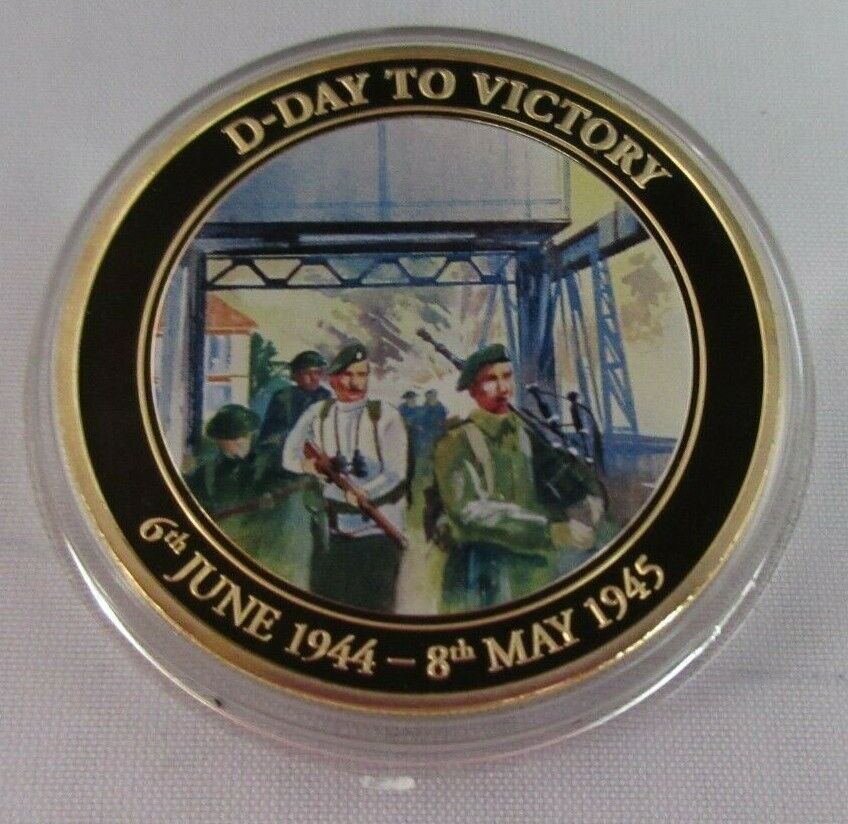 D-DAY TO VICTORY
6th JUNE 1944 – 8th MAY 1945